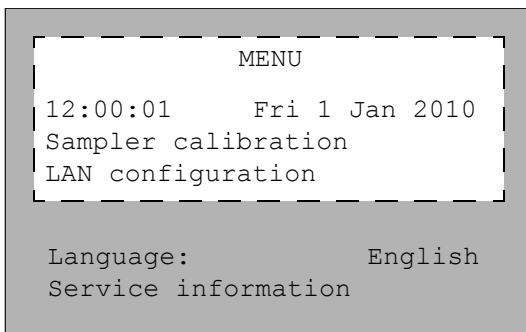 MENU
12:00:01 Fri 1 Jan 2010
Sampler calibration
LAN configuration
Language: English
Service information